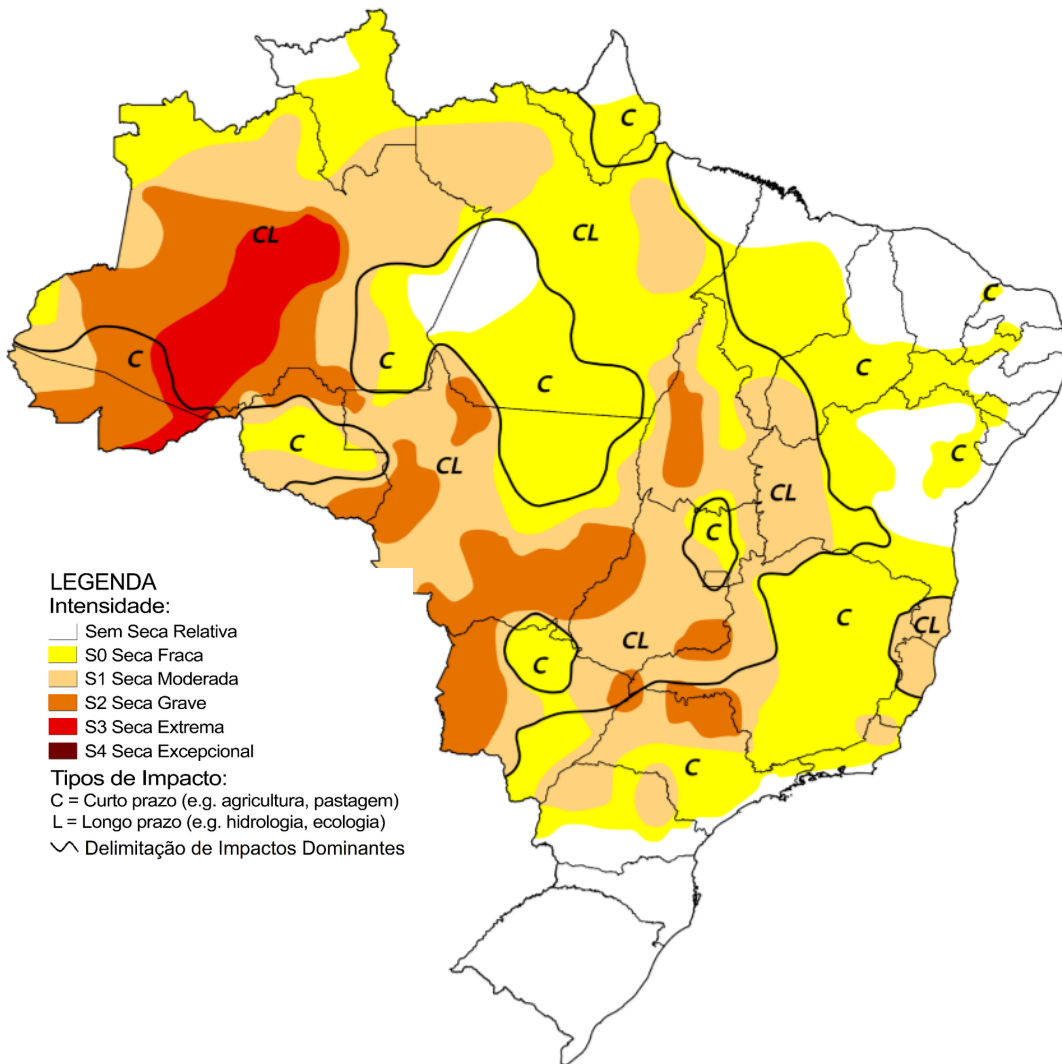 C
CL
CL
C
C
C
C
C
C
C
CL
CL
C
C
CL
CL
C
C
LEGENDA
Intensidade:
Sem Seca Relativa
S0 Seca Fraca
S1 Seca Moderada
S2 Seca Grave
S3 Seca Extrema
S4 Seca Excepcional
Tipos de Impacto:
C = Curto prazo (e.g. agricultura, pastagem)
L = Longo prazo (e.g. hidrologia, ecologia)
Delimitação de Impactos Dominantes